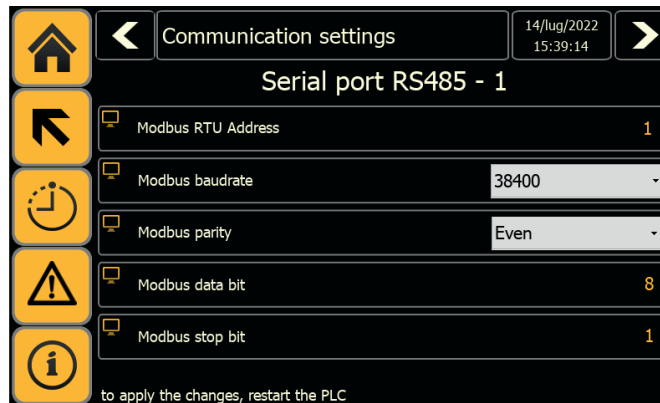 Communication settings
14/lug/2022
15:39:14
Serial port RS485 - 1
Modbus RTU Address 1
Modbus baudrate 38400
Modbus parity Even
Modbus data bit 8
Modbus stop bit 1
to apply the changes, restart the PLC